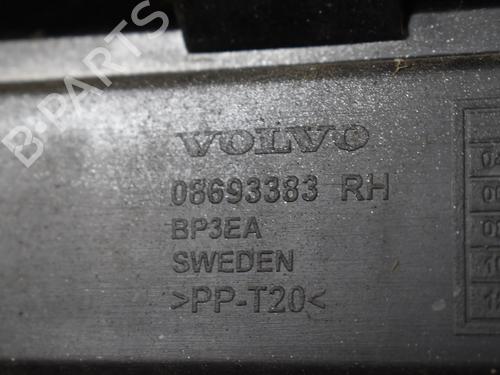 VOLVO
08693383 RH
BP3EA
SWEDEN
>PP-T20<
B-PARTS